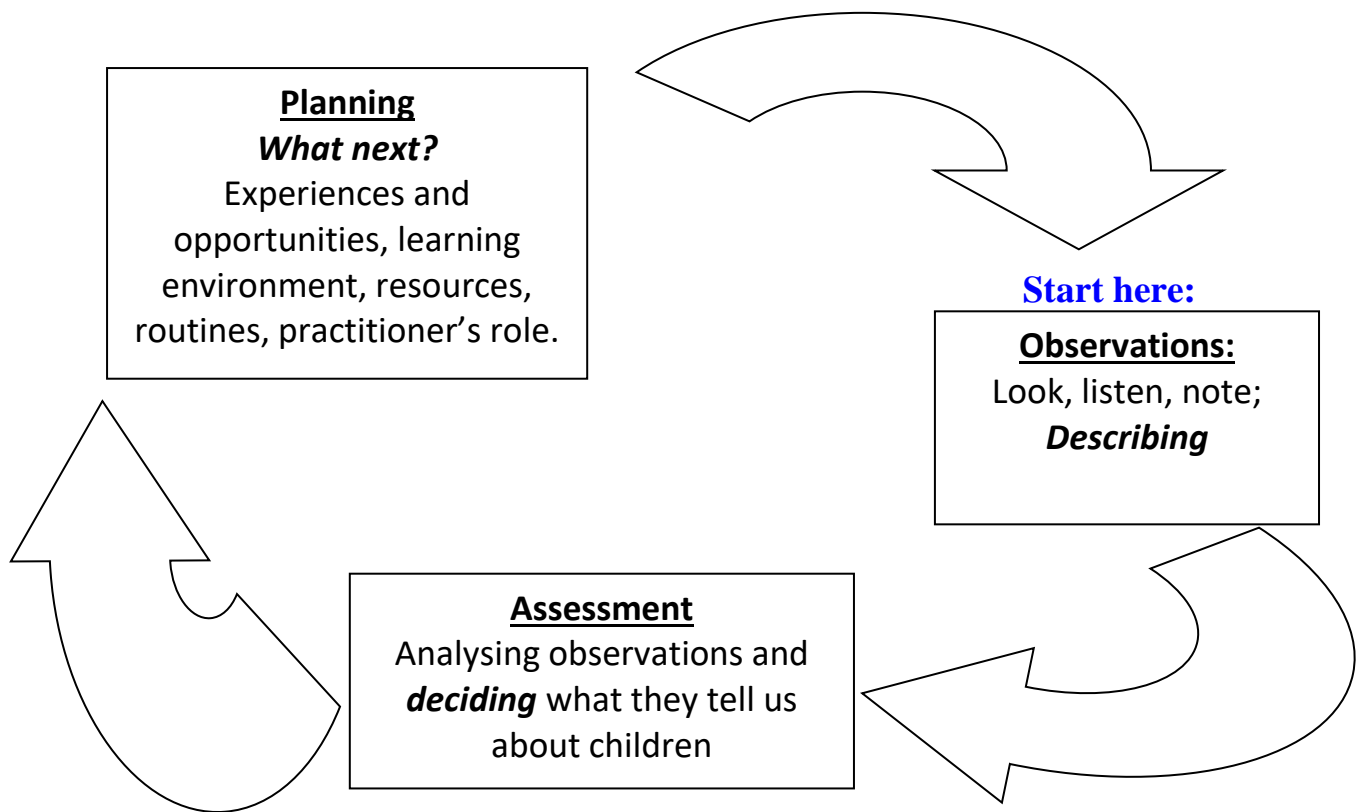 Planning
What next?
Experiences and
opportunities, learning
environment, resources,
routines, practitioner’s role.
Start here:
Observations:
Look, listen, note;
Describing
Assessment
Analysing observations and
deciding what they tell us
about children